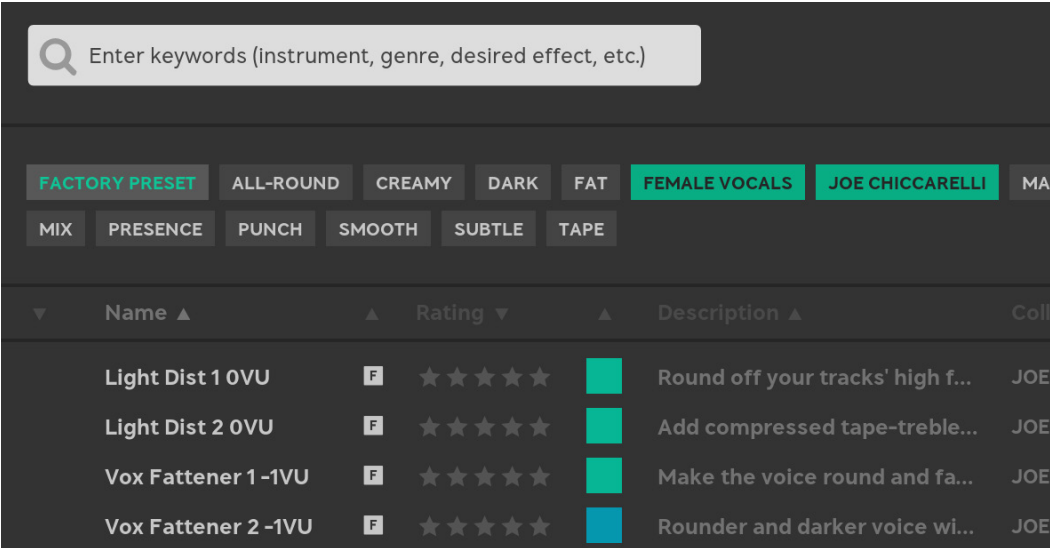 Enter keywords (instrument, genre, desired effect, etc.)
FACTORY PRESET ALL-ROUND CREAMY DARK FAT FEMALE VOCALS JOE CHICCARELLI MA
MIX PRESENCE PUNCH SMOOTH SUBTLE TAPE
▼ Name ▲ ▲ Rating ▼ ▲ Description ▲ Coll
Light Dist 1 0VU F ★★★★★ Round off your tracks' high f... JOE
Light Dist 2 0VU F ★★★★★ Add compressed tape-treble... JOE
Vox Fattener 1 -1VU F ★★★★★ Make the voice round and fa... JOE
Vox Fattener 2 -1VU F ★★★★★ Rounder and darker voice wi... JOE